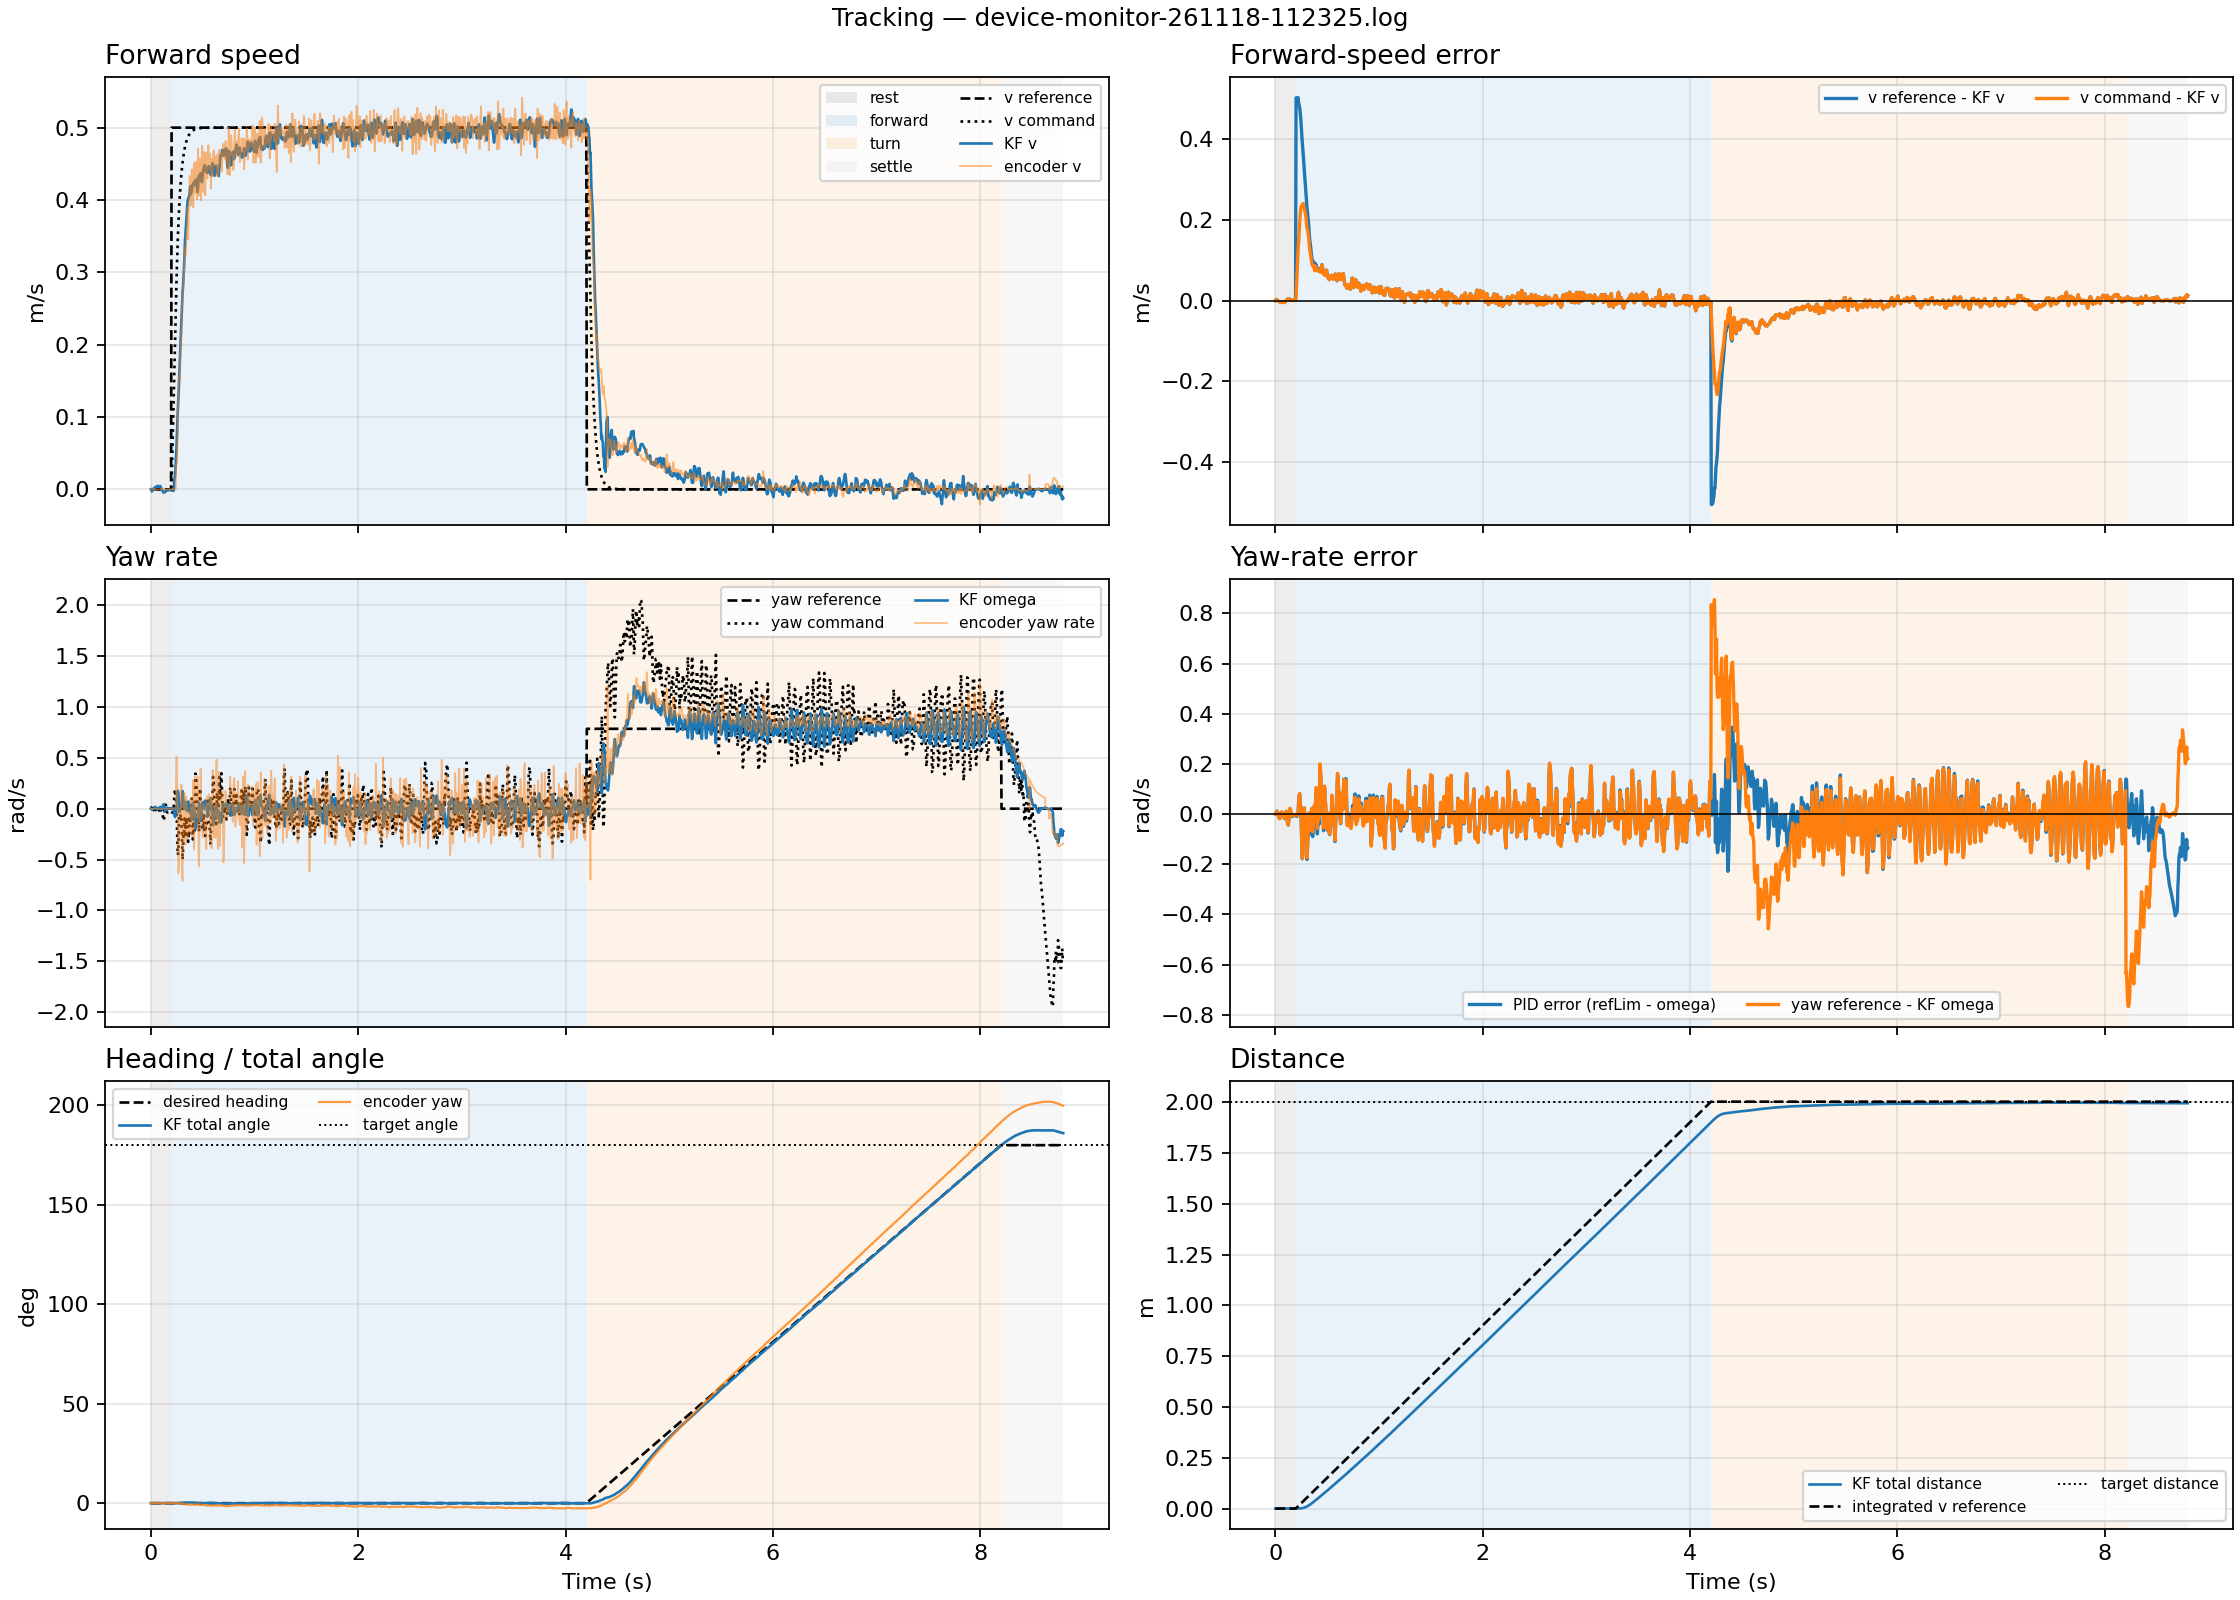 Tracking — device-monitor-261118-112325.log
Forward speed
m/s
0.5
0.4
0.3
0.2
0.1
0.0
rest
forward
turn
settle
v reference
v command
KF v
encoder v
Forward-speed error
m/s
0.4
0.2
0.0
−0.2
−0.4
v reference - KF v
v command - KF v
Yaw rate
rad/s
2.0
1.5
1.0
0.5
0.0
−0.5
−1.0
−1.5
−2.0
yaw reference
yaw command
KF omega
encoder yaw rate
Yaw-rate error
rad/s
0.8
0.6
0.4
0.2
0.0
−0.2
−0.4
−0.6
−0.8
PID error (refLim - omega)
yaw reference - KF omega
Heading / total angle
deg
200
150
100
50
0
desired heading
KF total angle
encoder yaw
target angle
0
2
4
6
8
Time (s)
Distance
m
2.00
1.75
1.50
1.25
1.00
0.75
0.50
0.25
0.00
KF total distance
integrated v reference
target distance
0
2
4
6
8
Time (s)